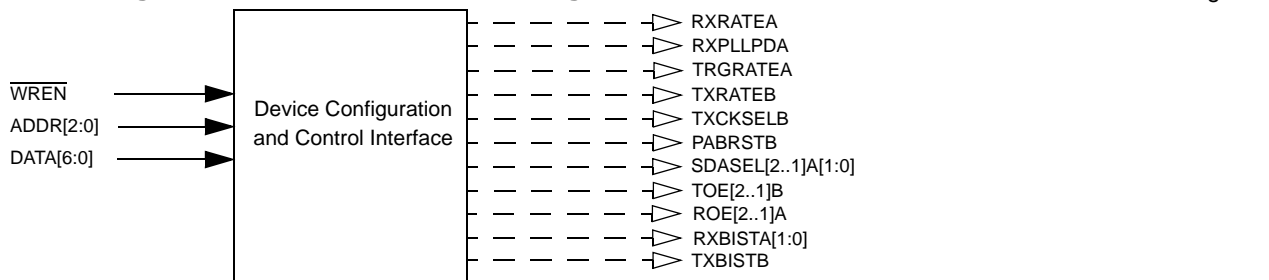 RXRATEA
RXPLLPDA
TRGRATEA
TXRATEB
TXCKSELB
PABRSTB
SDASEL[2..1]A[1:0]
TOE[2..1]B
ROE[2..1]A
RXBISTA[1:0]
TXBISTB
WREN
ADDR[2:0]
DATA[6:0]
Device Configuration
and Control Interface